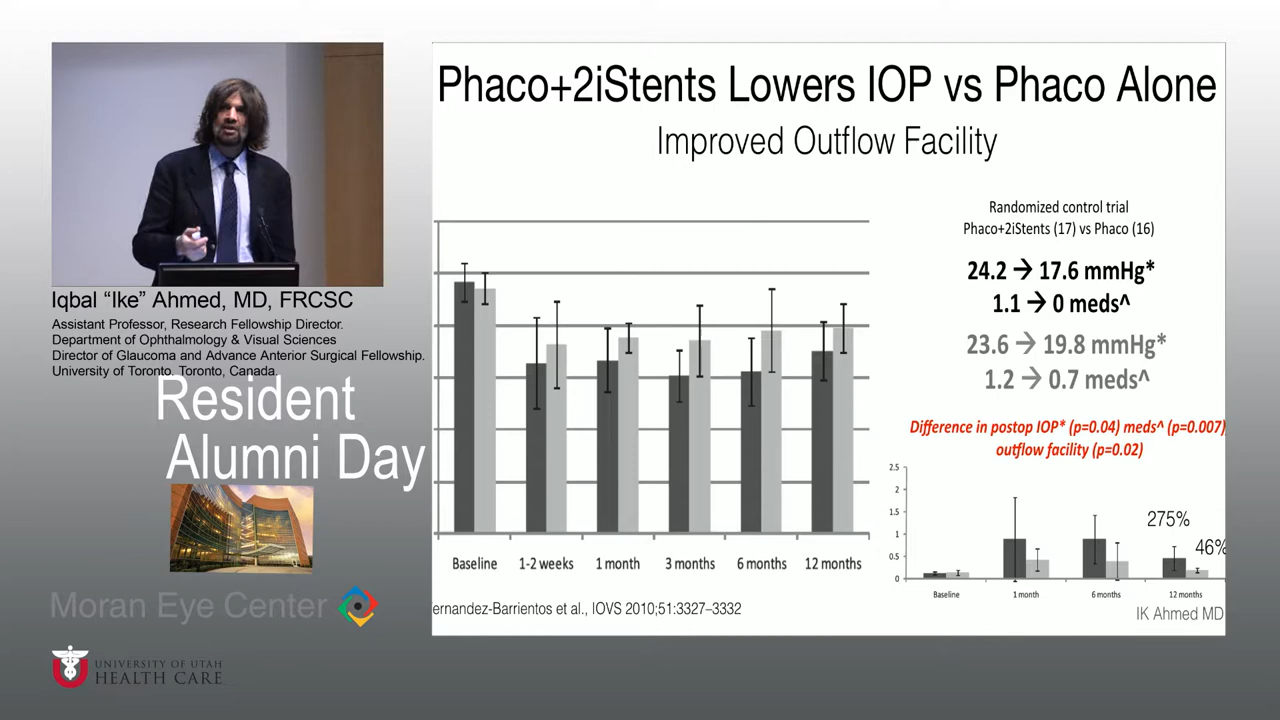 Phaco+2iStents Lowers IOP vs Phaco Alone
Improved Outflow Facility
Randomized control trial
Phaco+2iStents (17) vs Phaco (16)
24.2 → 17.6 mmHg*
1.1 → 0 meds^
23.6 → 19.8 mmHg*
1.2 → 0.7 meds^
Difference in postop IOP* (p=0.04) meds^ (p=0.007)
outflow facility (p=0.02)
2.5
2
1.5
1
0.5
0
275%
46%
Baseline
1 month
6 months
12 months
Baseline
1-2 weeks
1 month
3 months
6 months
12 months
ernandez-Barrientos et al., IOVS 2010;51:3327–3332
IK Ahmed MD
Iqbal “Ike” Ahmed, MD, FRCSC
Assistant Professor, Research Fellowship Director.
Department of Ophthalmology & Visual Sciences
Director of Glaucoma and Advance Anterior Surgical Fellowship.
University of Toronto. Toronto, Canada.
Resident
Alumni Day
Moran Eye Center
UNIVERSITY OF UTAH
HEALTH CARE